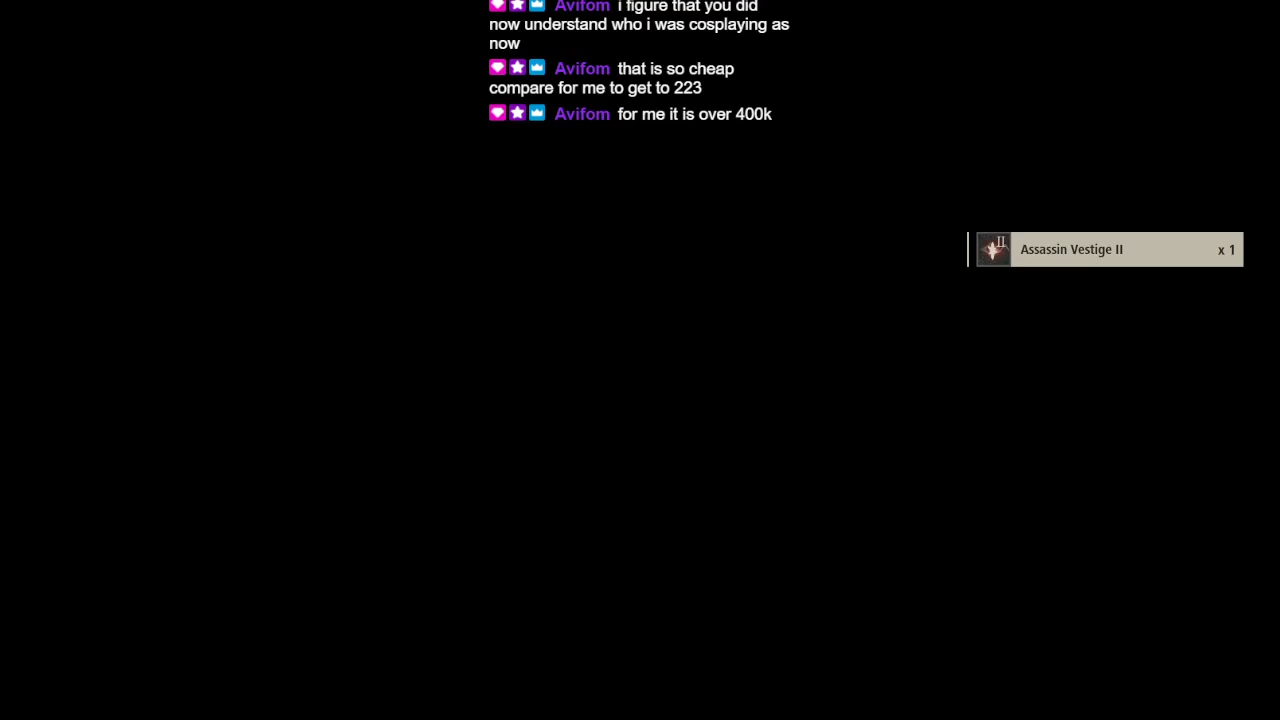 Avifom i figure that you did
now understand who i was cosplaying as
now
Avifom that is so cheap
compare for me to get to 223
Avifom for me it is over 400k
II
Assassin Vestige II x 1